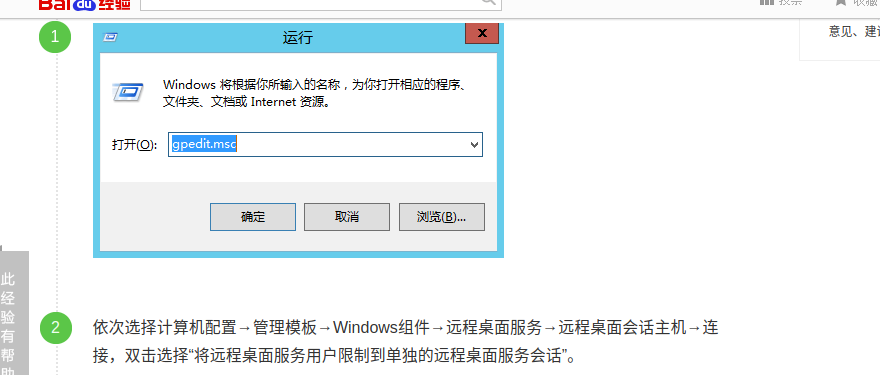 Bai du 经验
投票
收藏
意见、建议
1
运行
Windows 将根据你所输入的名称，为你打开相应的程序、
文件夹、文档或 Internet 资源。
打开(O):
gpedit.msc
确定
取消
浏览(B)...
此经验有帮助
2
依次选择计算机配置→管理模板→Windows组件→远程桌面服务→远程桌面会话主机→连
接，双击选择“将远程桌面服务用户限制到单独的远程桌面服务会话”。